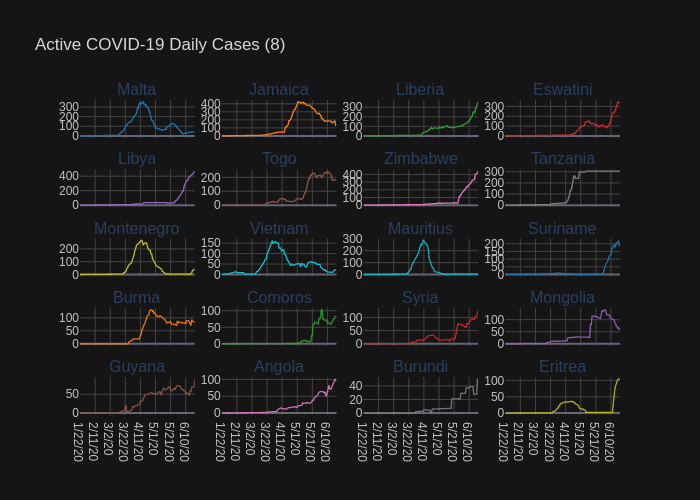 Active COVID-19 Daily Cases (8)
Malta Jamaica Liberia Eswatini
300 200 100 0 400 300 200 100 0 300 200 100 0 300 200 100 0
Libya Togo Zimbabwe Tanzania
400 200 0 200 100 0 400 300 200 100 0 300 200 100 0
Montenegro Vietnam Mauritius Suriname
200 100 0 150 100 50 0 300 200 100 0 200 150 100 50 0
Burma Comoros Syria Mongolia
100 50 0 100 50 0 100 50 0 100 50 0
Guyana Angola Burundi Eritrea
50 0 100 50 0 40 20 0 100 50 0
1/22/20 2/11/20 3/2/20 3/22/20 4/11/20 5/1/20 5/21/20 6/10/20 1/22/20 2/11/20 3/2/20 3/22/20 4/11/20 5/1/20 5/21/20 6/10/20 1/22/20 2/11/20 3/2/20 3/22/20 4/11/20 5/1/20 5/21/20 6/10/20 1/22/20 2/11/20 3/2/20 3/22/20 4/11/20 5/1/20 5/21/20 6/10/20